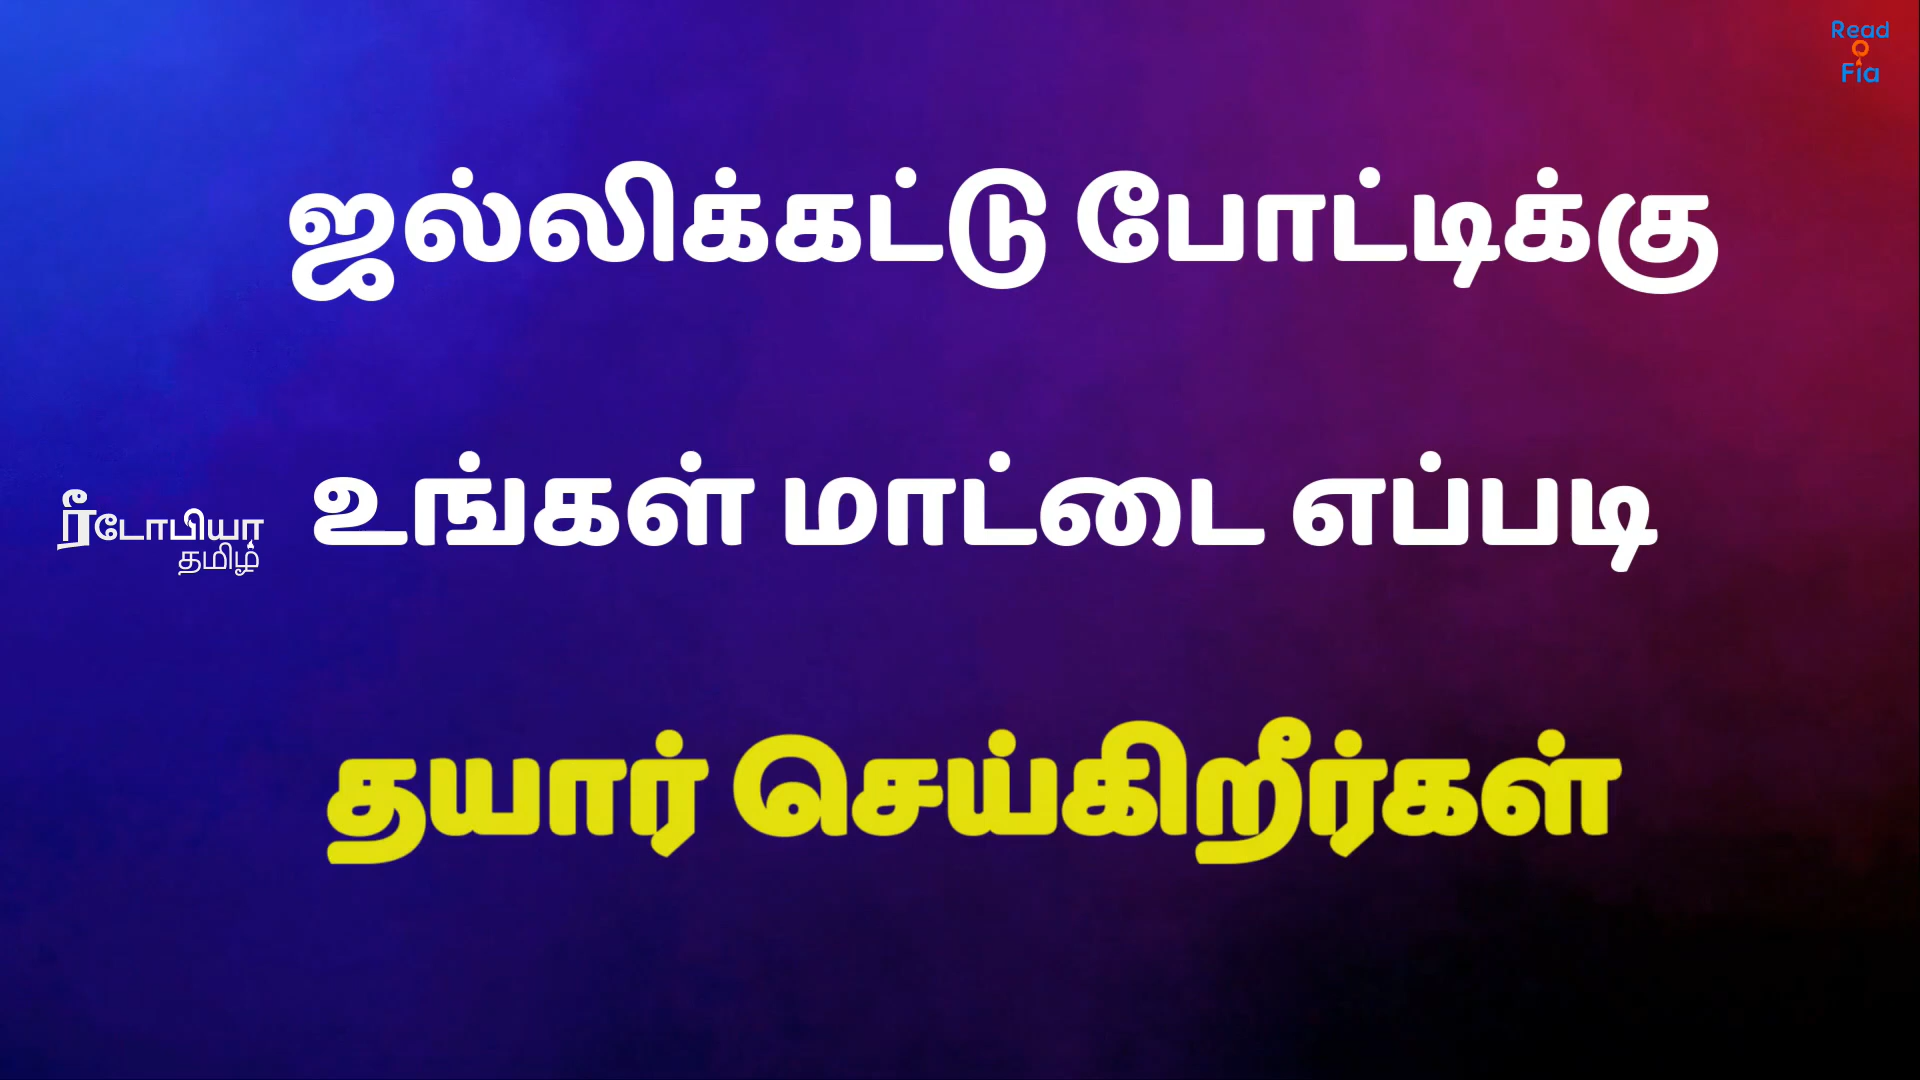 Read
O
Fia
ஜல்லிக்கட்டு போட்டிக்கு
உங்கள் மாட்டை எப்படி
ரீடோபியா
தமிழ்
தயார் செய்கிறீர்கள்